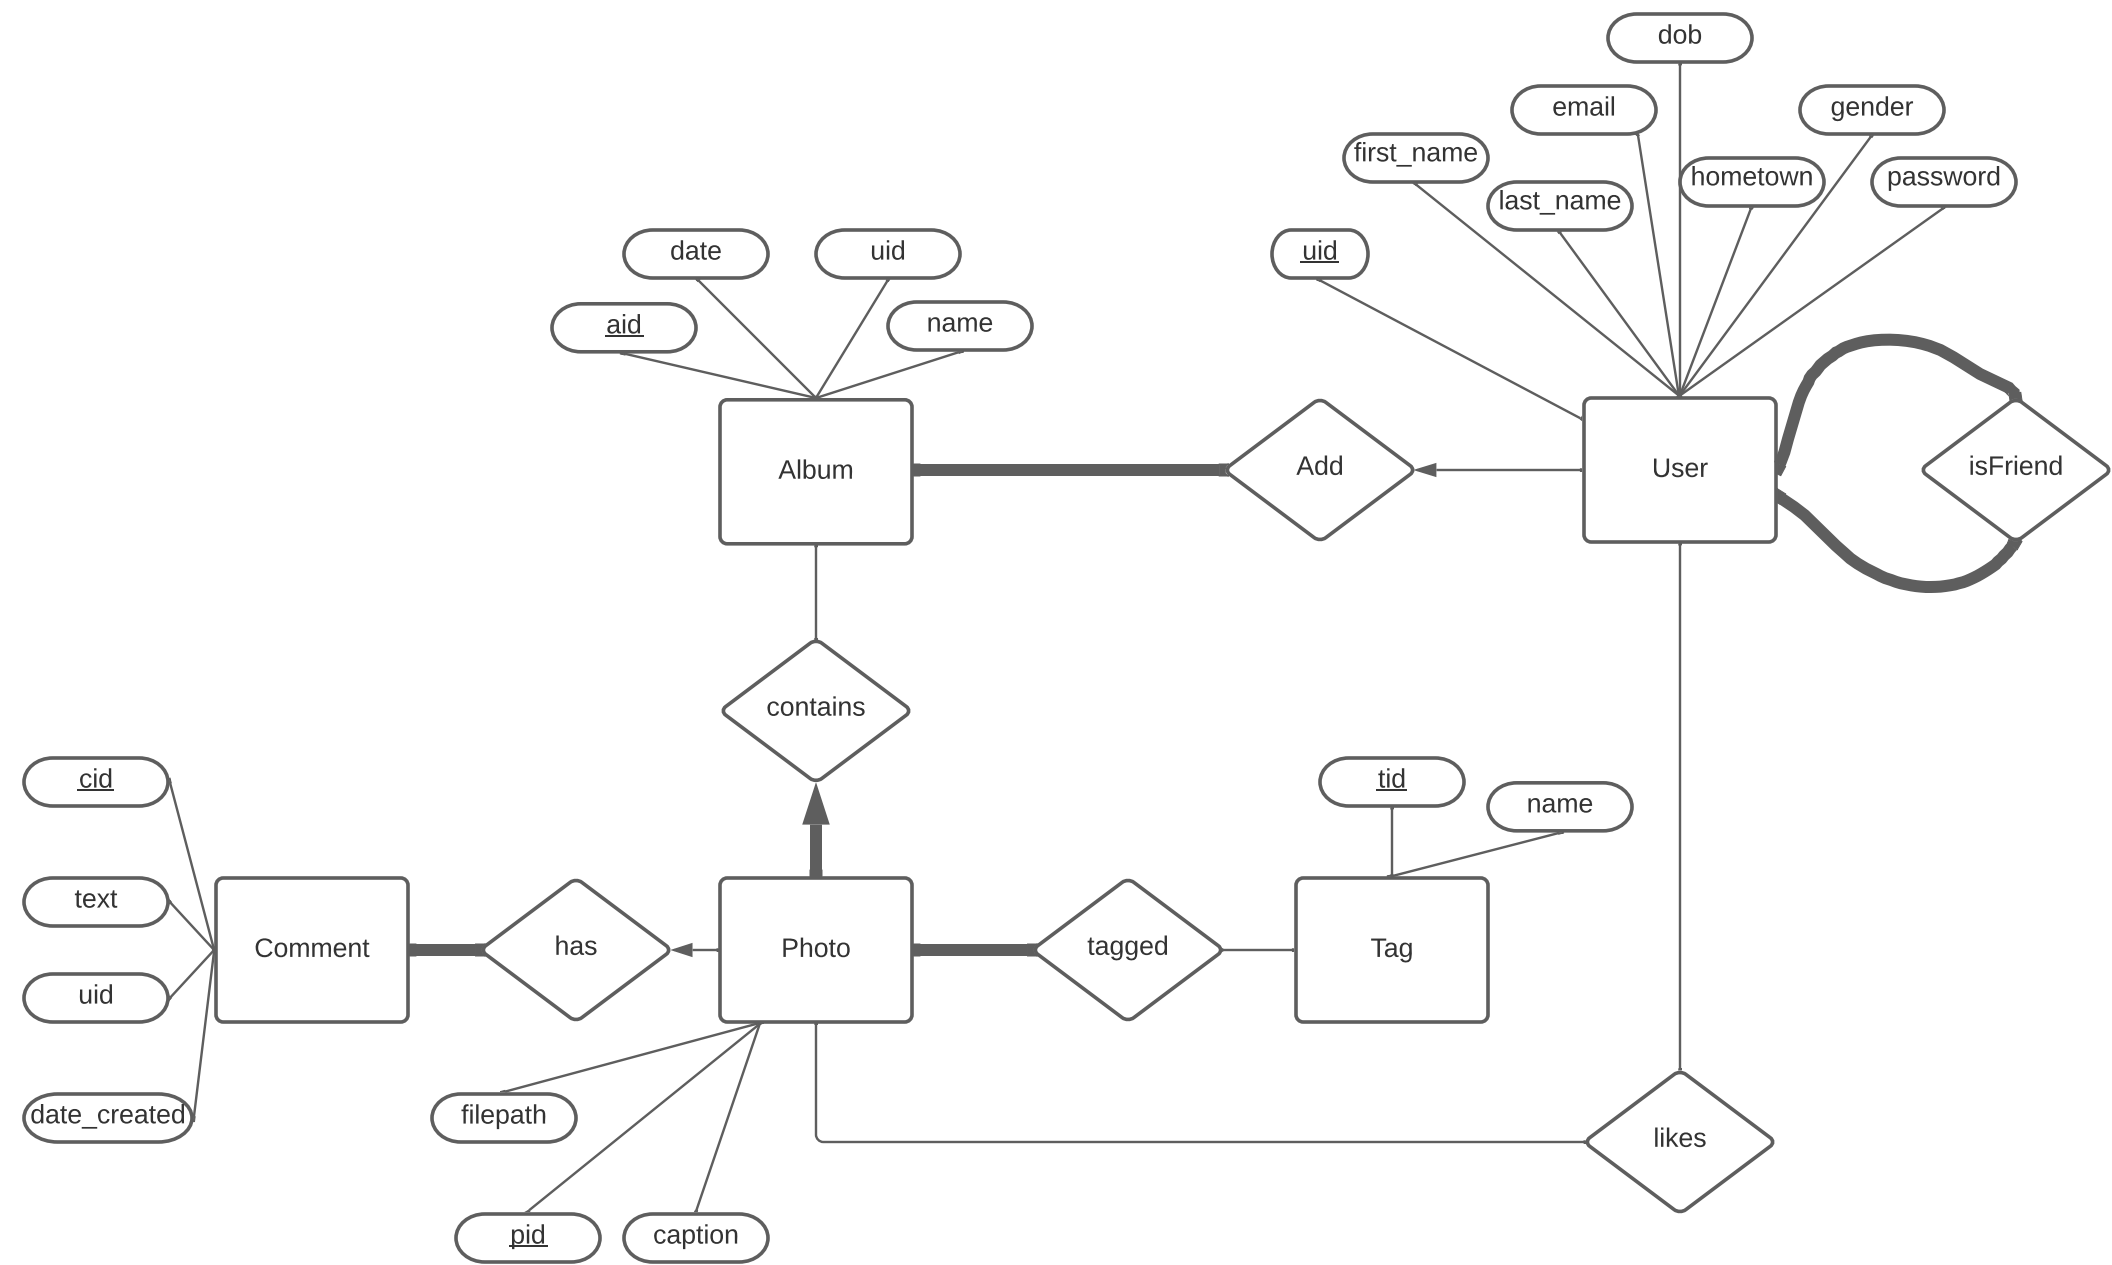 dob
email
gender
first_name
hometown
password
last_name
date
uid
uid
aid
name
Album
Add
User
isFriend
contains
cid
tid
name
text
Comment
has
Photo
tagged
Tag
uid
date_created
filepath
likes
pid
caption